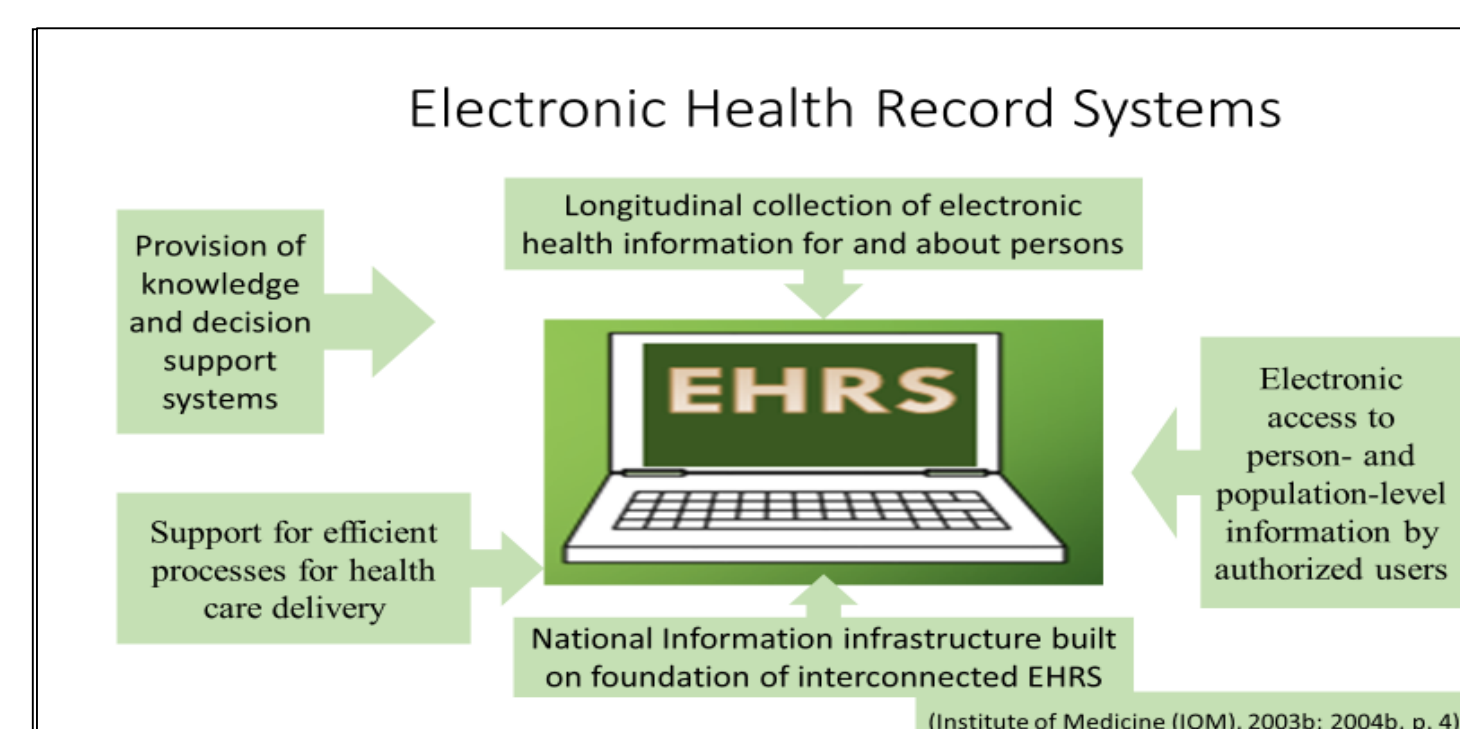 Electronic Health Record Systems
Longitudinal collection of electronic
health information for and about persons
Provision of
knowledge
and decision
support
systems
EHRS
Electronic
access to
person- and
population-level
information by
authorized users
Support for efficient
processes for health
care delivery
National Information infrastructure built
on foundation of interconnected EHRS
(Institute of Medicine (IOM), 2003b; 2004b, p. 4)